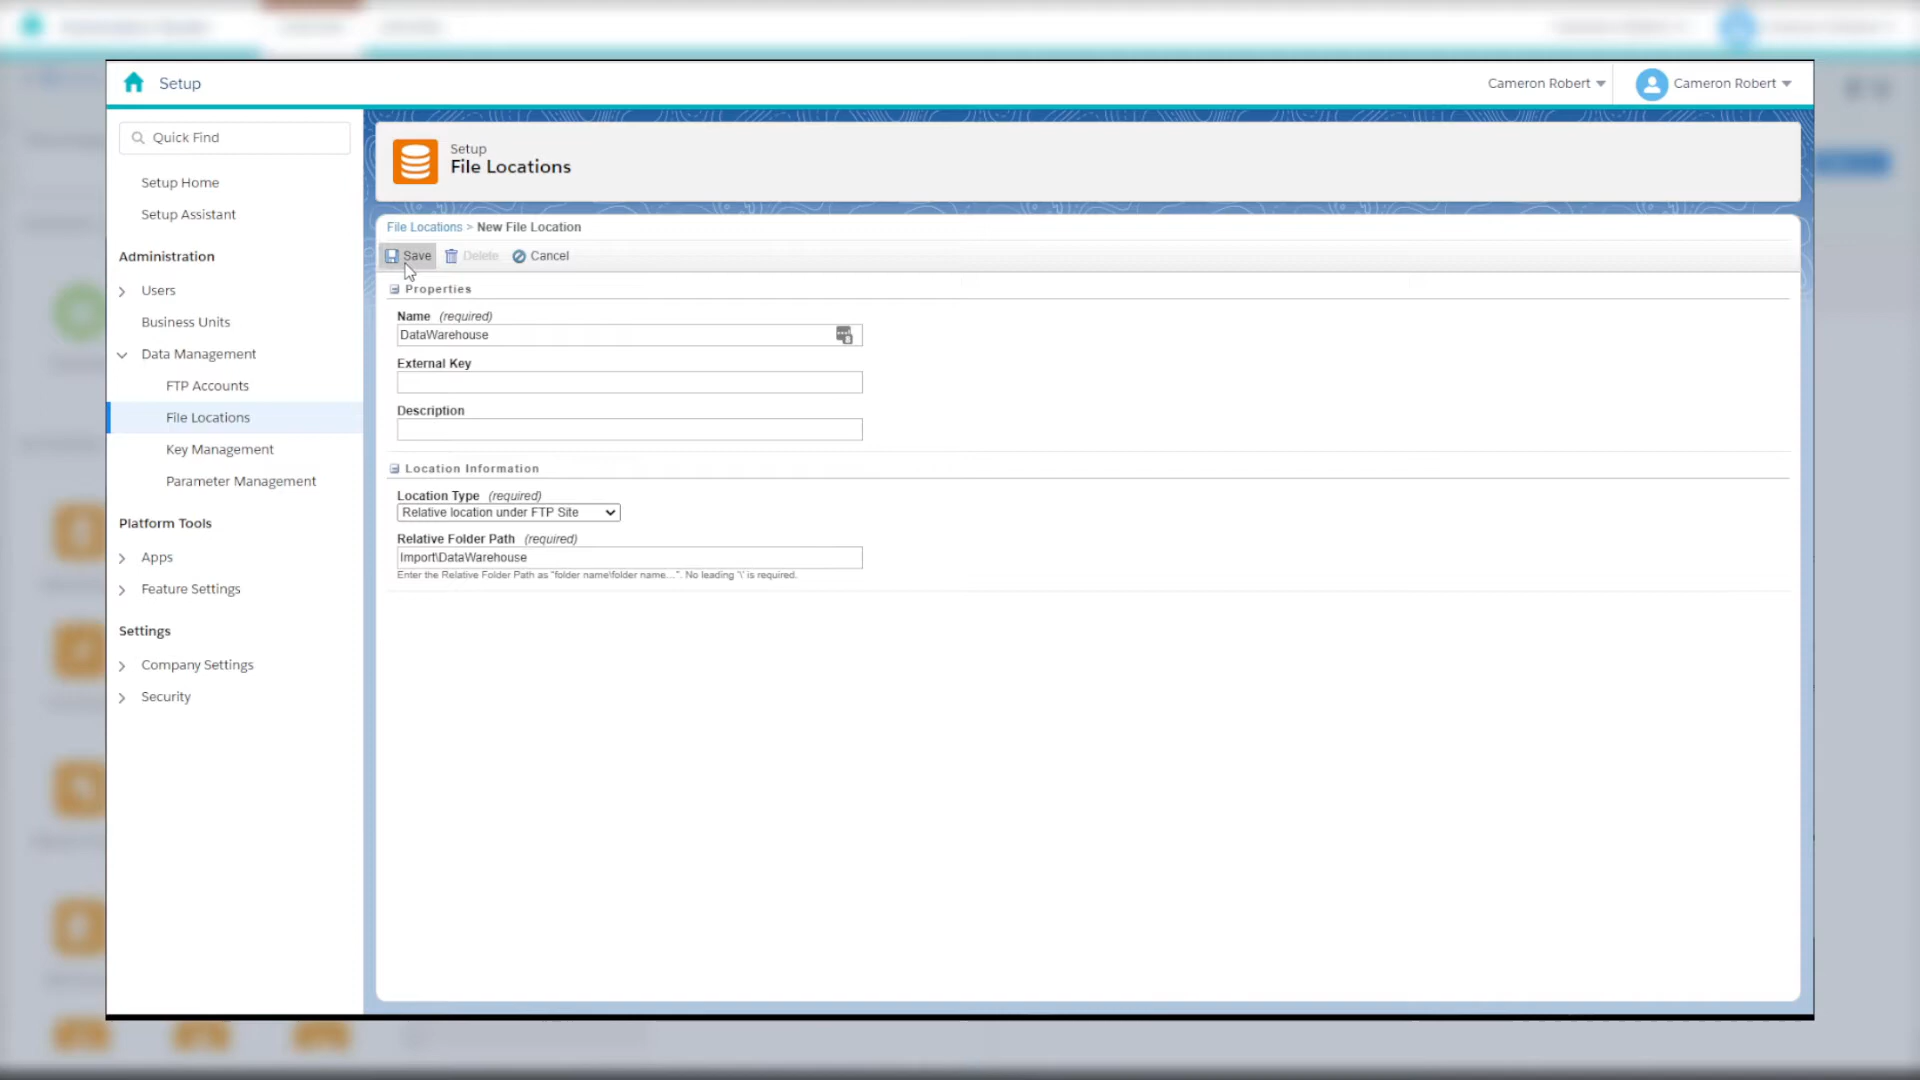 Setup
Cameron Robert
Cameron Robert
Quick Find
Setup Home
Setup Assistant
Administration
Users
Business Units
Data Management
FTP Accounts
File Locations
Key Management
Parameter Management
Platform Tools
Apps
Feature Settings
Settings
Company Settings
Security
Setup
File Locations
File Locations > New File Location
Save Delete Cancel
Properties
Name (required)
DataWarehouse
External Key
Description
Location Information
Location Type (required)
Relative location under FTP Site
Relative Folder Path (required)
Import\DataWarehouse
Enter the Relative Folder Path as "folder name\folder name...". No leading '\' is required.